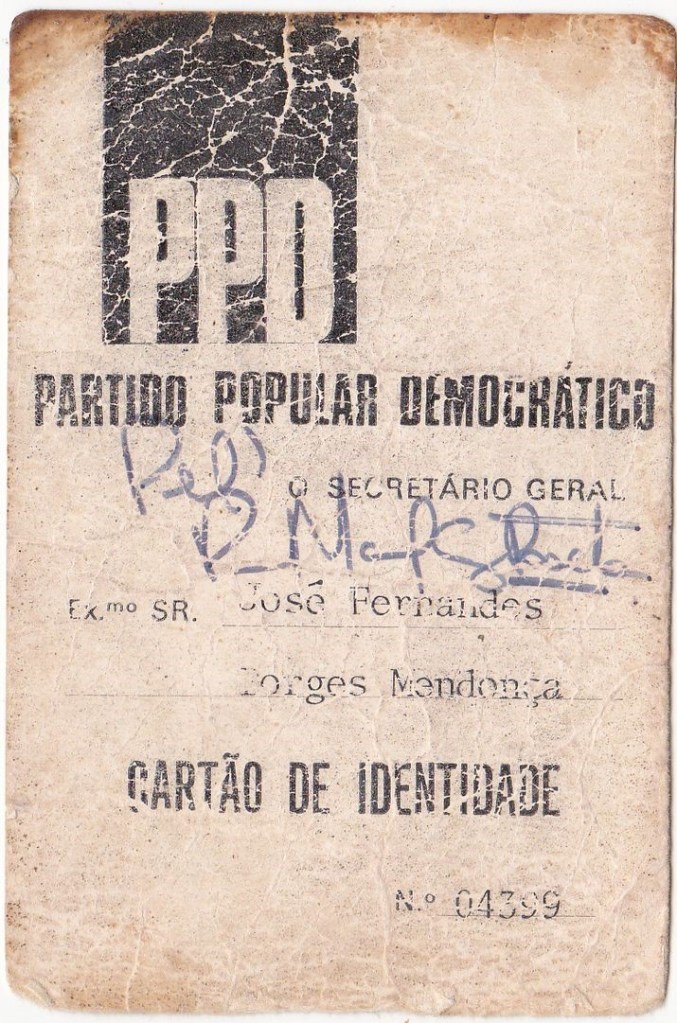 PPD
PARTIDO POPULAR DEMOCRÁTICO
O SECRETÁRIO GERAL
Ex.mo SR. José Fernandes
Borges Mendonça
CARTÃO DE IDENTIDADE
N.º 04399